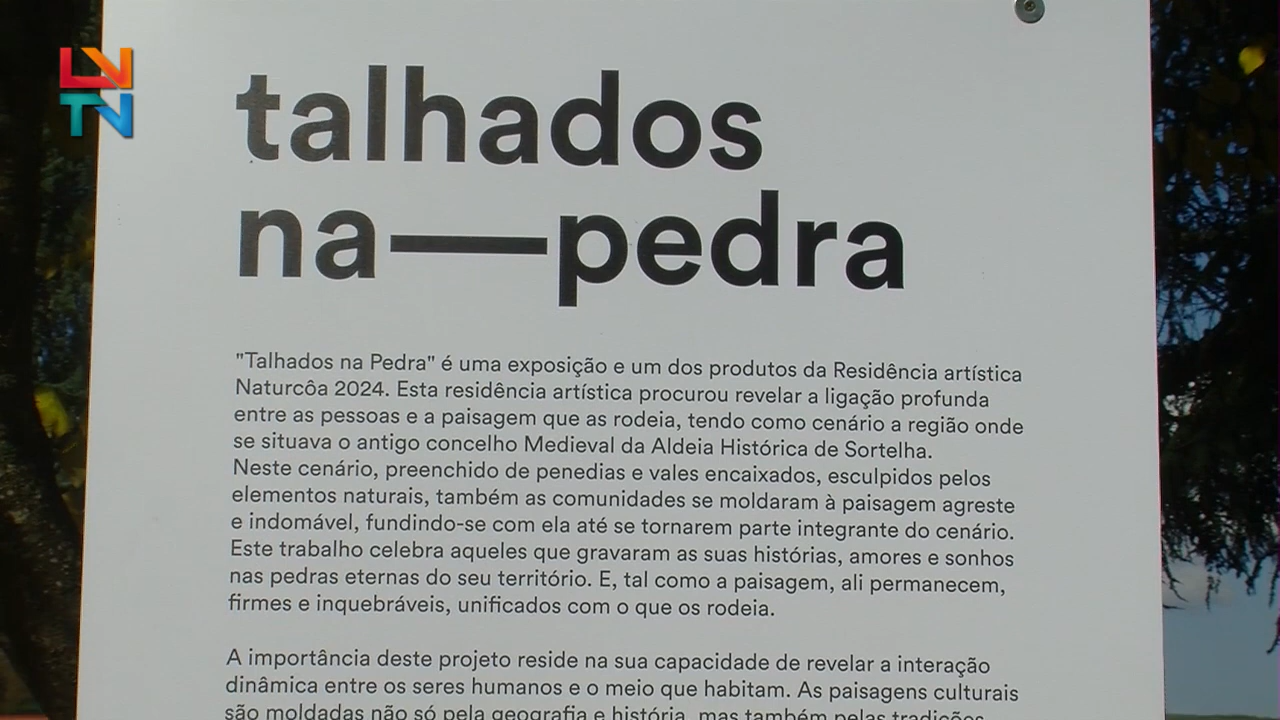 LV
TV
talhados
na—pedra
"Talhados na Pedra" é uma exposição e um dos produtos da Residência artística
Naturcôa 2024. Esta residência artística procurou revelar a ligação profunda
entre as pessoas e a paisagem que as rodeia, tendo como cenário a região onde
se situava o antigo concelho Medieval da Aldeia Histórica de Sortelha.
Neste cenário, preenchido de penedias e vales encaixados, esculpidos pelos
elementos naturais, também as comunidades se moldaram à paisagem agreste
e indomável, fundindo-se com ela até se tornarem parte integrante do cenário.
Este trabalho celebra aqueles que gravaram as suas histórias, amores e sonhos
nas pedras eternas do seu território. E, tal como a paisagem, ali permanecem,
firmes e inquebráveis, unificados com o que os rodeia.
A importância deste projeto reside na sua capacidade de revelar a interação
dinâmica entre os seres humanos e o meio que habitam. As paisagens culturais
são moldadas não só pela geografia e história, mas também pelas tradições